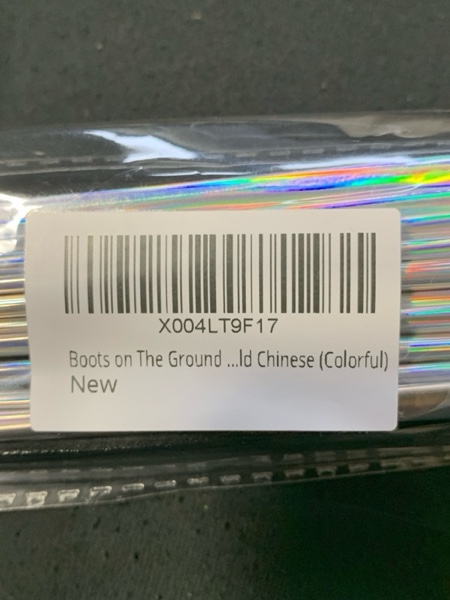 X004LT9F17
Boots on The Ground ...ld Chinese (Colorful)
New